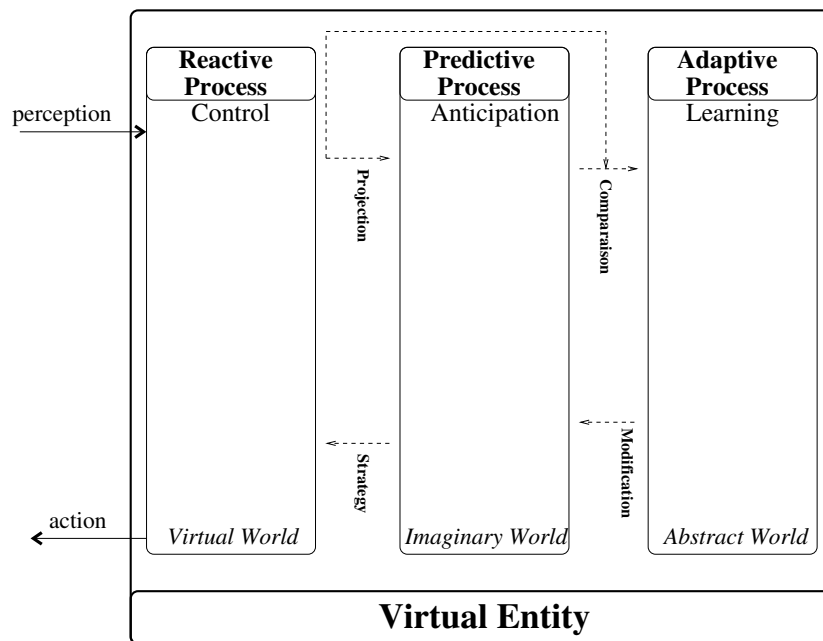 Reactive
Process
Control
Predictive
Process
Anticipation
Adaptive
Process
Learning
perception
Projection
Comparaison
Strategy
Modification
action
Virtual World
Imaginary World
Abstract World
Virtual Entity